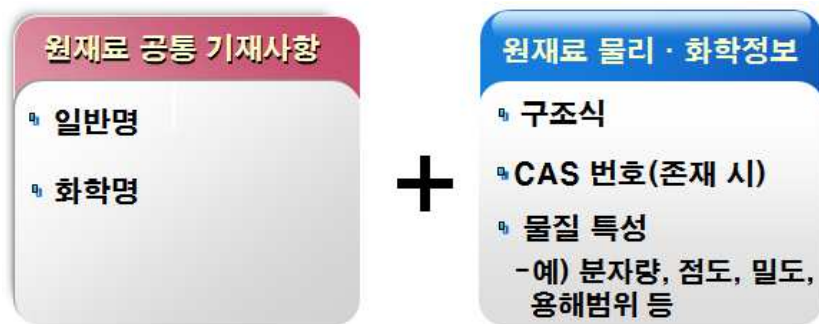 원재료 공통 기재사항
일반명
화학명
+
원재료 물리 · 화학정보
구조식
CAS 번호(존재 시)
물질 특성
-예) 분자량, 점도, 밀도,
용해범위 등